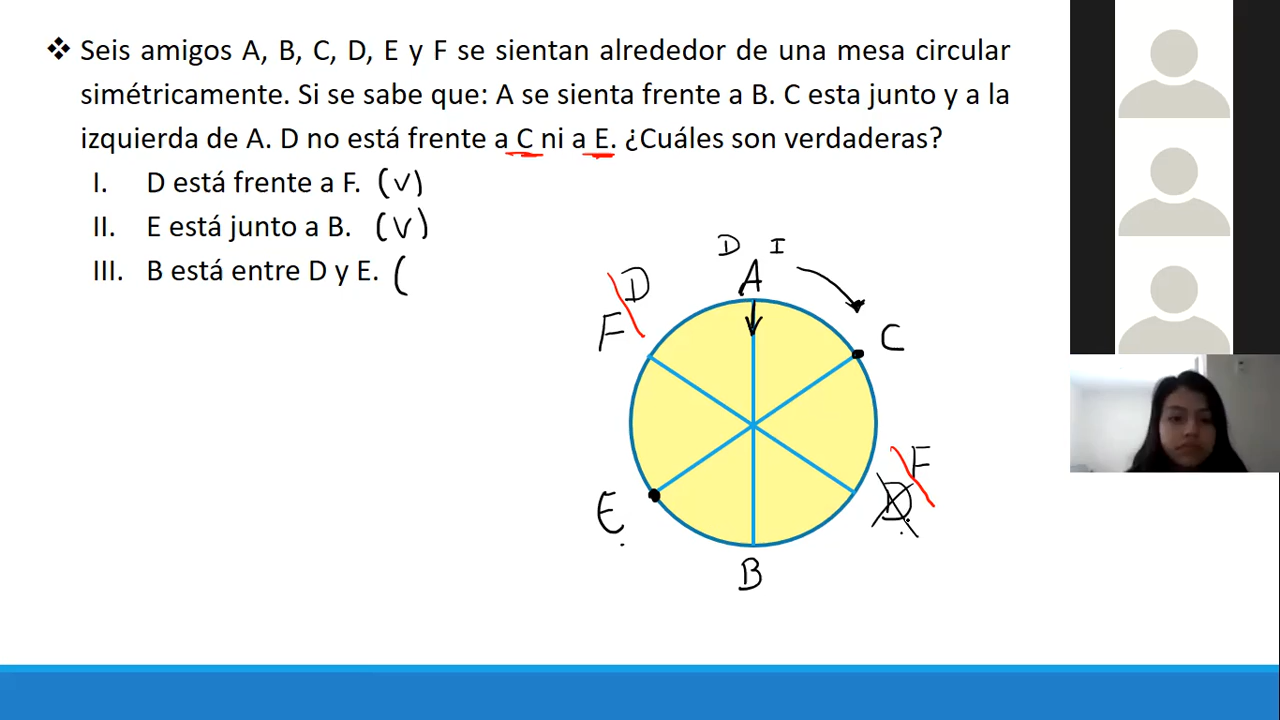 ❖ Seis amigos A, B, C, D, E y F se sientan alrededor de una mesa circular
simétricamente. Si se sabe que: A se sienta frente a B. C esta junto y a la
izquierda de A. D no está frente a C ni a E. ¿Cuáles son verdaderas?
I. D está frente a F. (V)
II. E está junto a B. (V)
III. B está entre D y E. (
D I
A
D
F
C
F
D
E
B